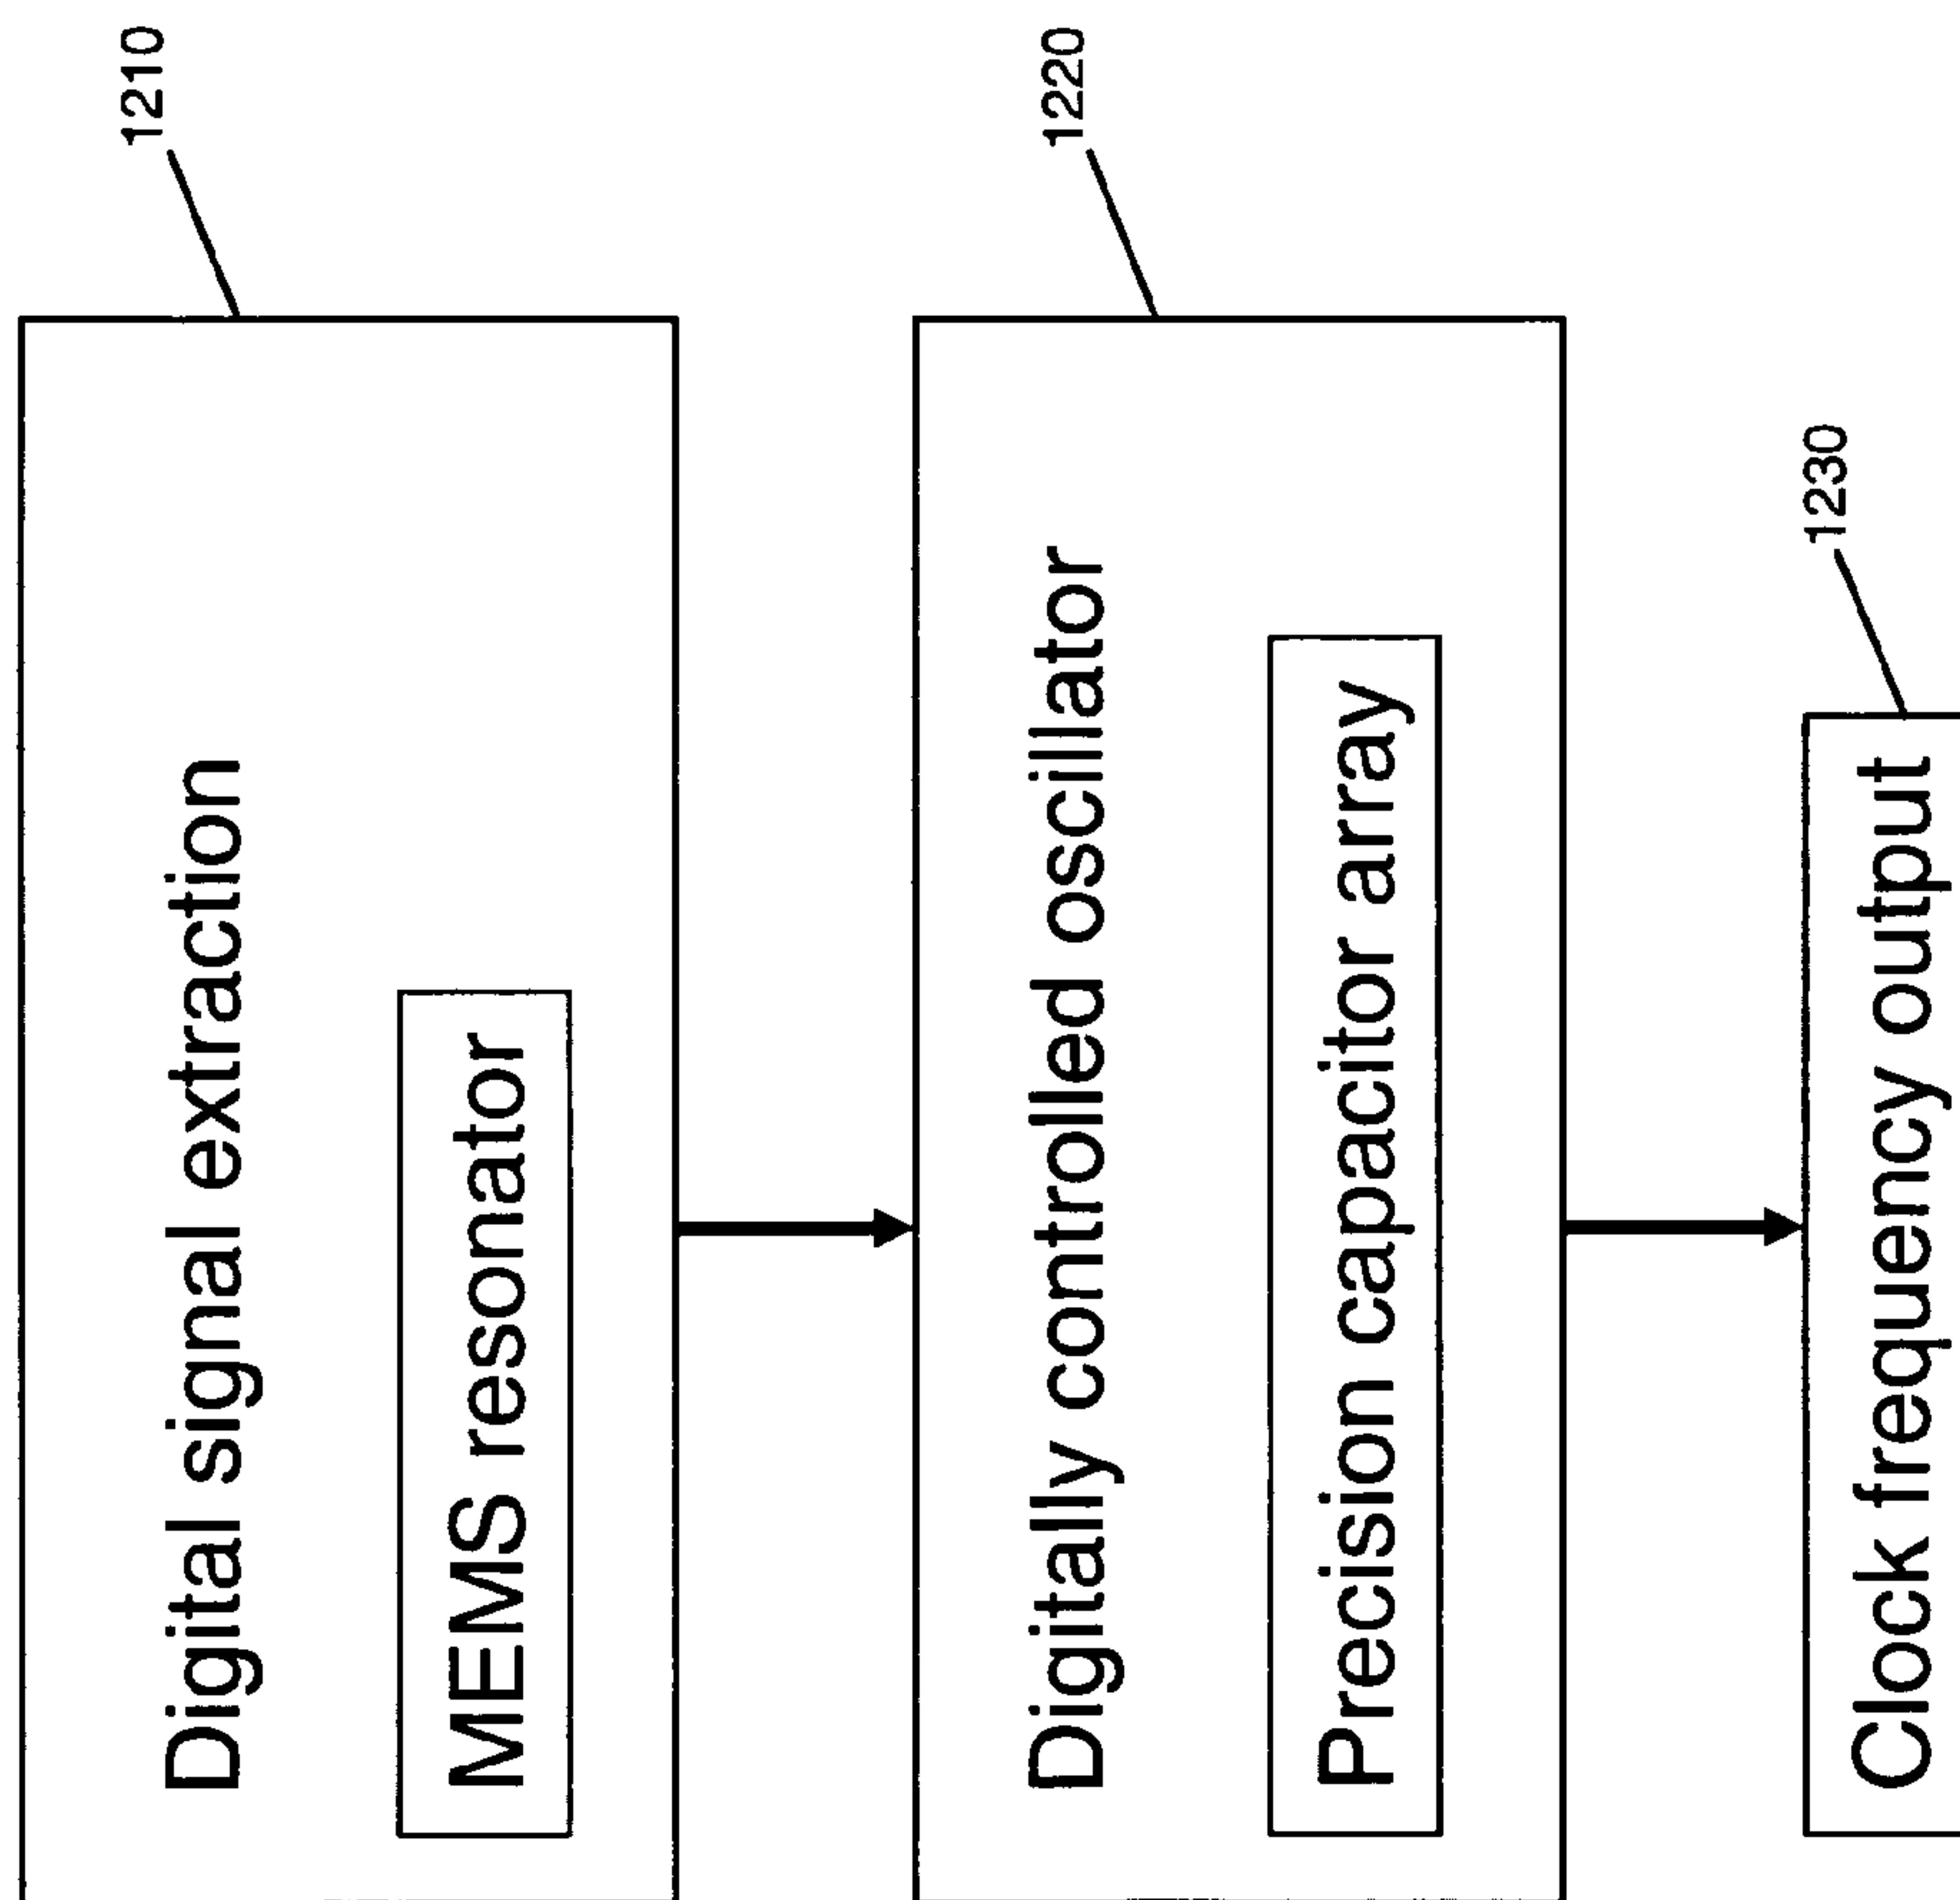 1210
Digital signal extraction
MEMS resonator
1220
Digitally controlled oscillator
Precision capacitor array
1230
Clock frequency output